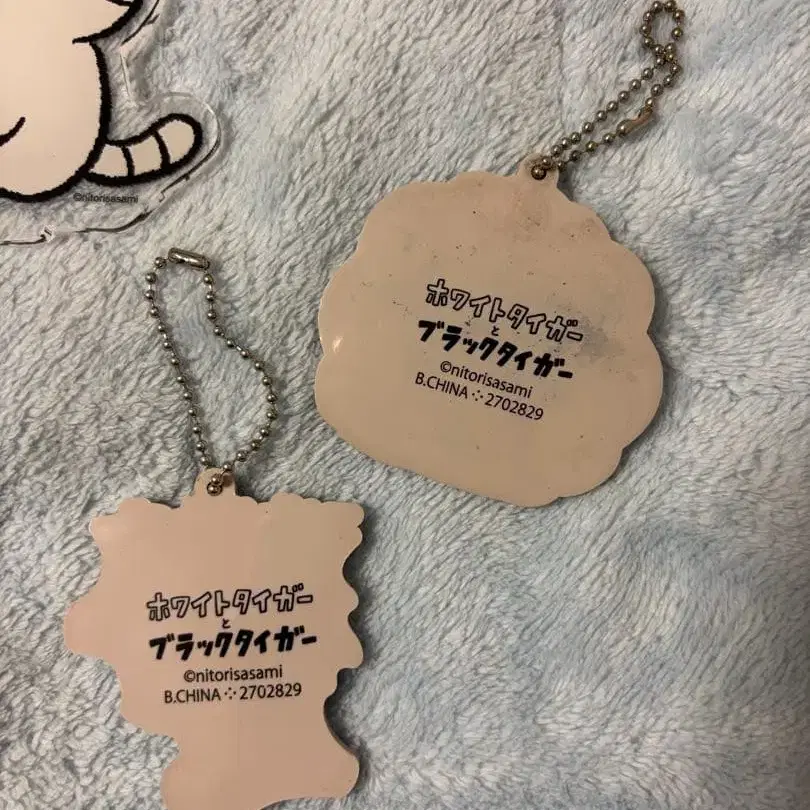 ©nitorisasami
ホワイトタイガー
と
ブラックタイガー
©nitorisasami
B.CHINA 2702829
ホワイトタイガー
と
ブラックタイガー
©nitorisasami
B.CHINA 2702829